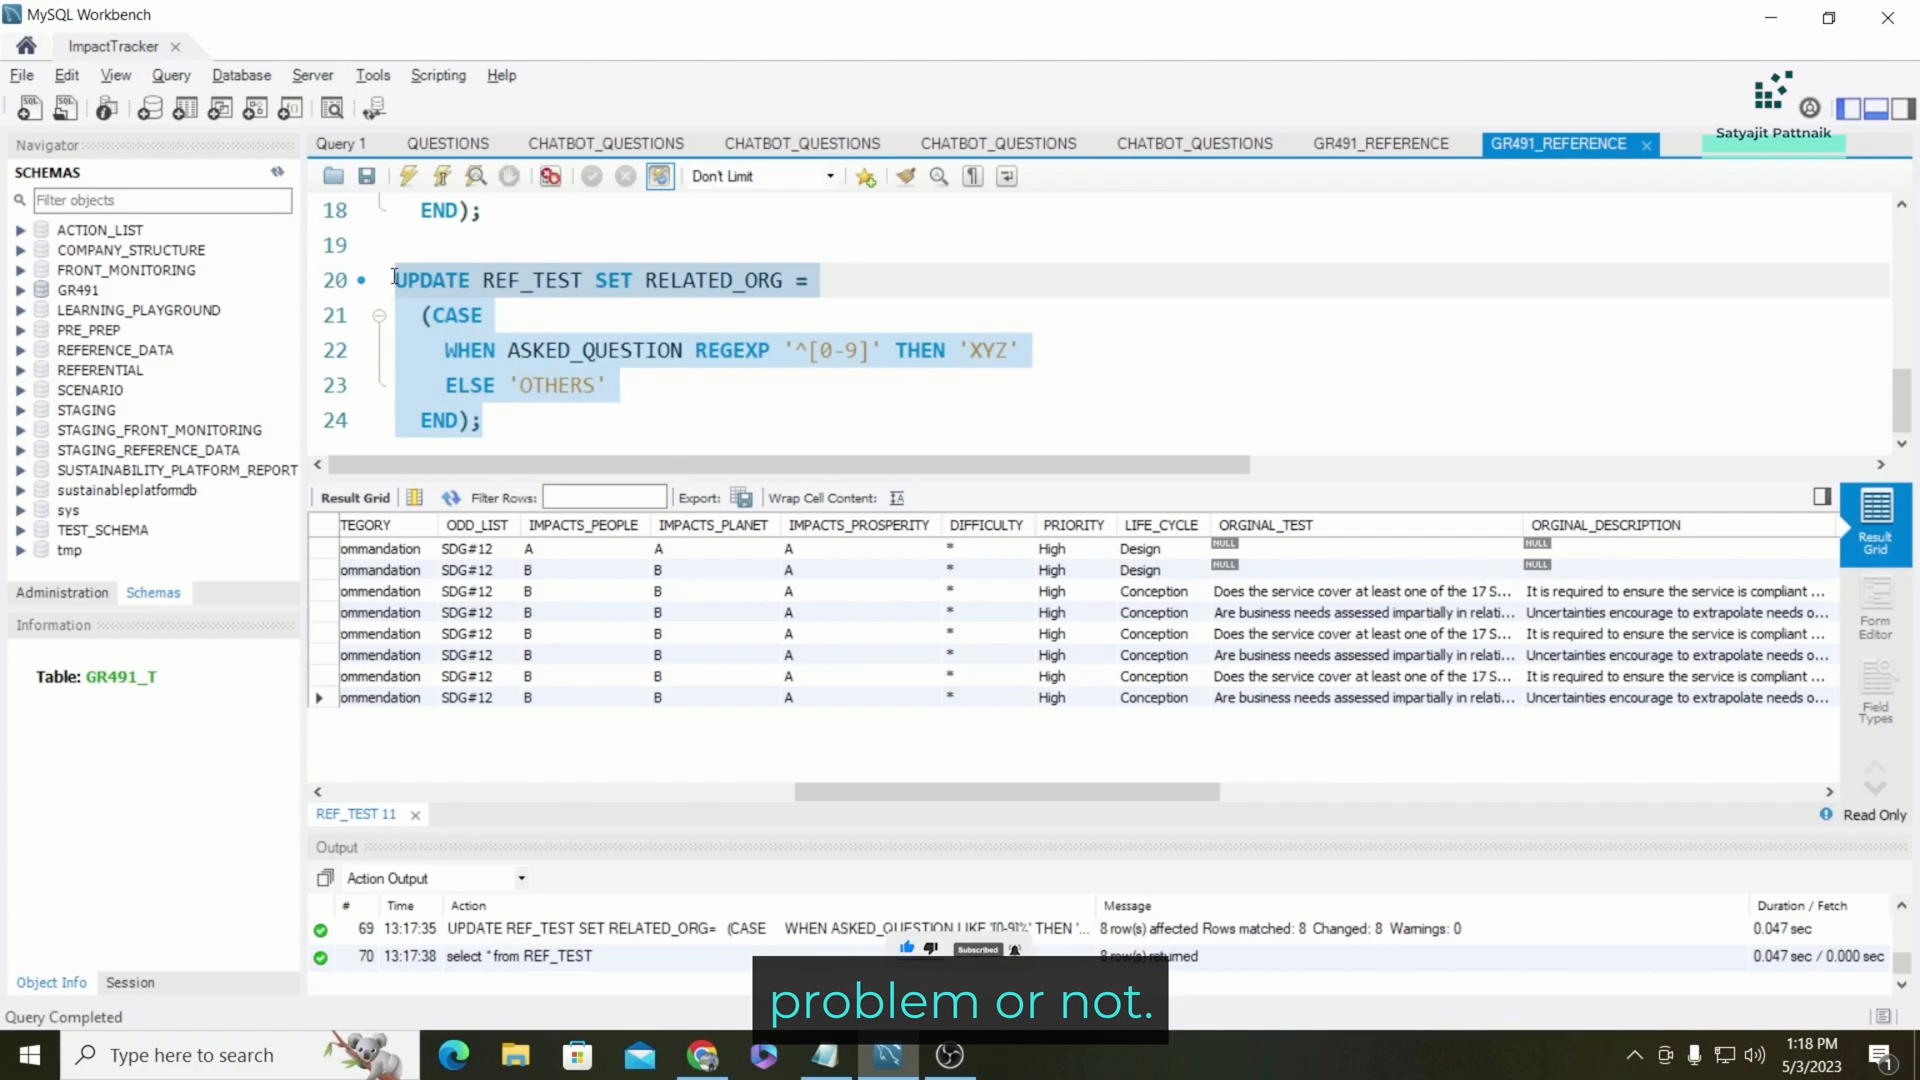 MySQL Workbench
ImpactTracker
File Edit View Query Database Server Tools Scripting Help
Satyajit Pattnaik
Navigator
SCHEMAS
Filter objects
ACTION_LIST
COMPANY_STRUCTURE
FRONT_MONITORING
GR491
LEARNING_PLAYGROUND
PRE_PREP
REFERENCE_DATA
REFERENTIAL
SCENARIO
STAGING
STAGING_FRONT_MONITORING
STAGING_REFERENCE_DATA
SUSTAINABILITY_PLATFORM_REPORT
sustainableplatformdb
sys
TEST_SCHEMA
tmp
Administration Schemas
Information
Table: GR491_T
Object Info Session
Query Completed
Query 1 QUESTIONS CHATBOT_QUESTIONS CHATBOT_QUESTIONS CHATBOT_QUESTIONS CHATBOT_QUESTIONS GR491_REFERENCE GR491_REFERENCE
Don't Limit
18 END);
19
20 UPDATE REF_TEST SET RELATED_ORG =
21 (CASE
22 WHEN ASKED_QUESTION REGEXP '^[0-9]' THEN 'XYZ'
23 ELSE 'OTHERS'
24 END);
Result Grid Filter Rows: Export: Wrap Cell Content:
TEGORY ODD_LIST IMPACTS_PEOPLE IMPACTS_PLANET IMPACTS_PROSPERITY DIFFICULTY PRIORITY LIFE_CYCLE ORGINAL_TEST ORGINAL_DESCRIPTION
ommandation SDG#12 A A A * High Design NULL NULL
ommandation SDG#12 B B A * High Design NULL NULL
ommendation SDG#12 B B A * High Conception Does the service cover at least one of the 17 S... It is required to ensure the service is compliant ...
ommendation SDG#12 B B A * High Conception Are business needs assessed impartially in relati... Uncertainties encourage to extrapolate needs o...
ommendation SDG#12 B B A * High Conception Does the service cover at least one of the 17 S... It is required to ensure the service is compliant ...
ommendation SDG#12 B B A * High Conception Are business needs assessed impartially in relati... Uncertainties encourage to extrapolate needs o...
ommendation SDG#12 B B A * High Conception Does the service cover at least one of the 17 S... It is required to ensure the service is compliant ...
ommendation SDG#12 B B A * High Conception Are business needs assessed impartially in relati... Uncertainties encourage to extrapolate needs o...
Result Grid
Form Editor
Field Types
REF_TEST 11
Read Only
Output
Action Output
# Time Action Message Duration / Fetch
69 13:17:35 UPDATE REF_TEST SET RELATED_ORG= (CASE WHEN ASKED_QUESTION LIKE '[0-9]%' THEN '... 8 row(s) affected Rows matched: 8 Changed: 8 Warnings: 0 0.047 sec
70 13:17:38 select * from REF_TEST 8 row(s) returned 0.047 sec / 0.000 sec
Subscribed
problem or not.
Type here to search
1:18 PM
5/3/2023
1